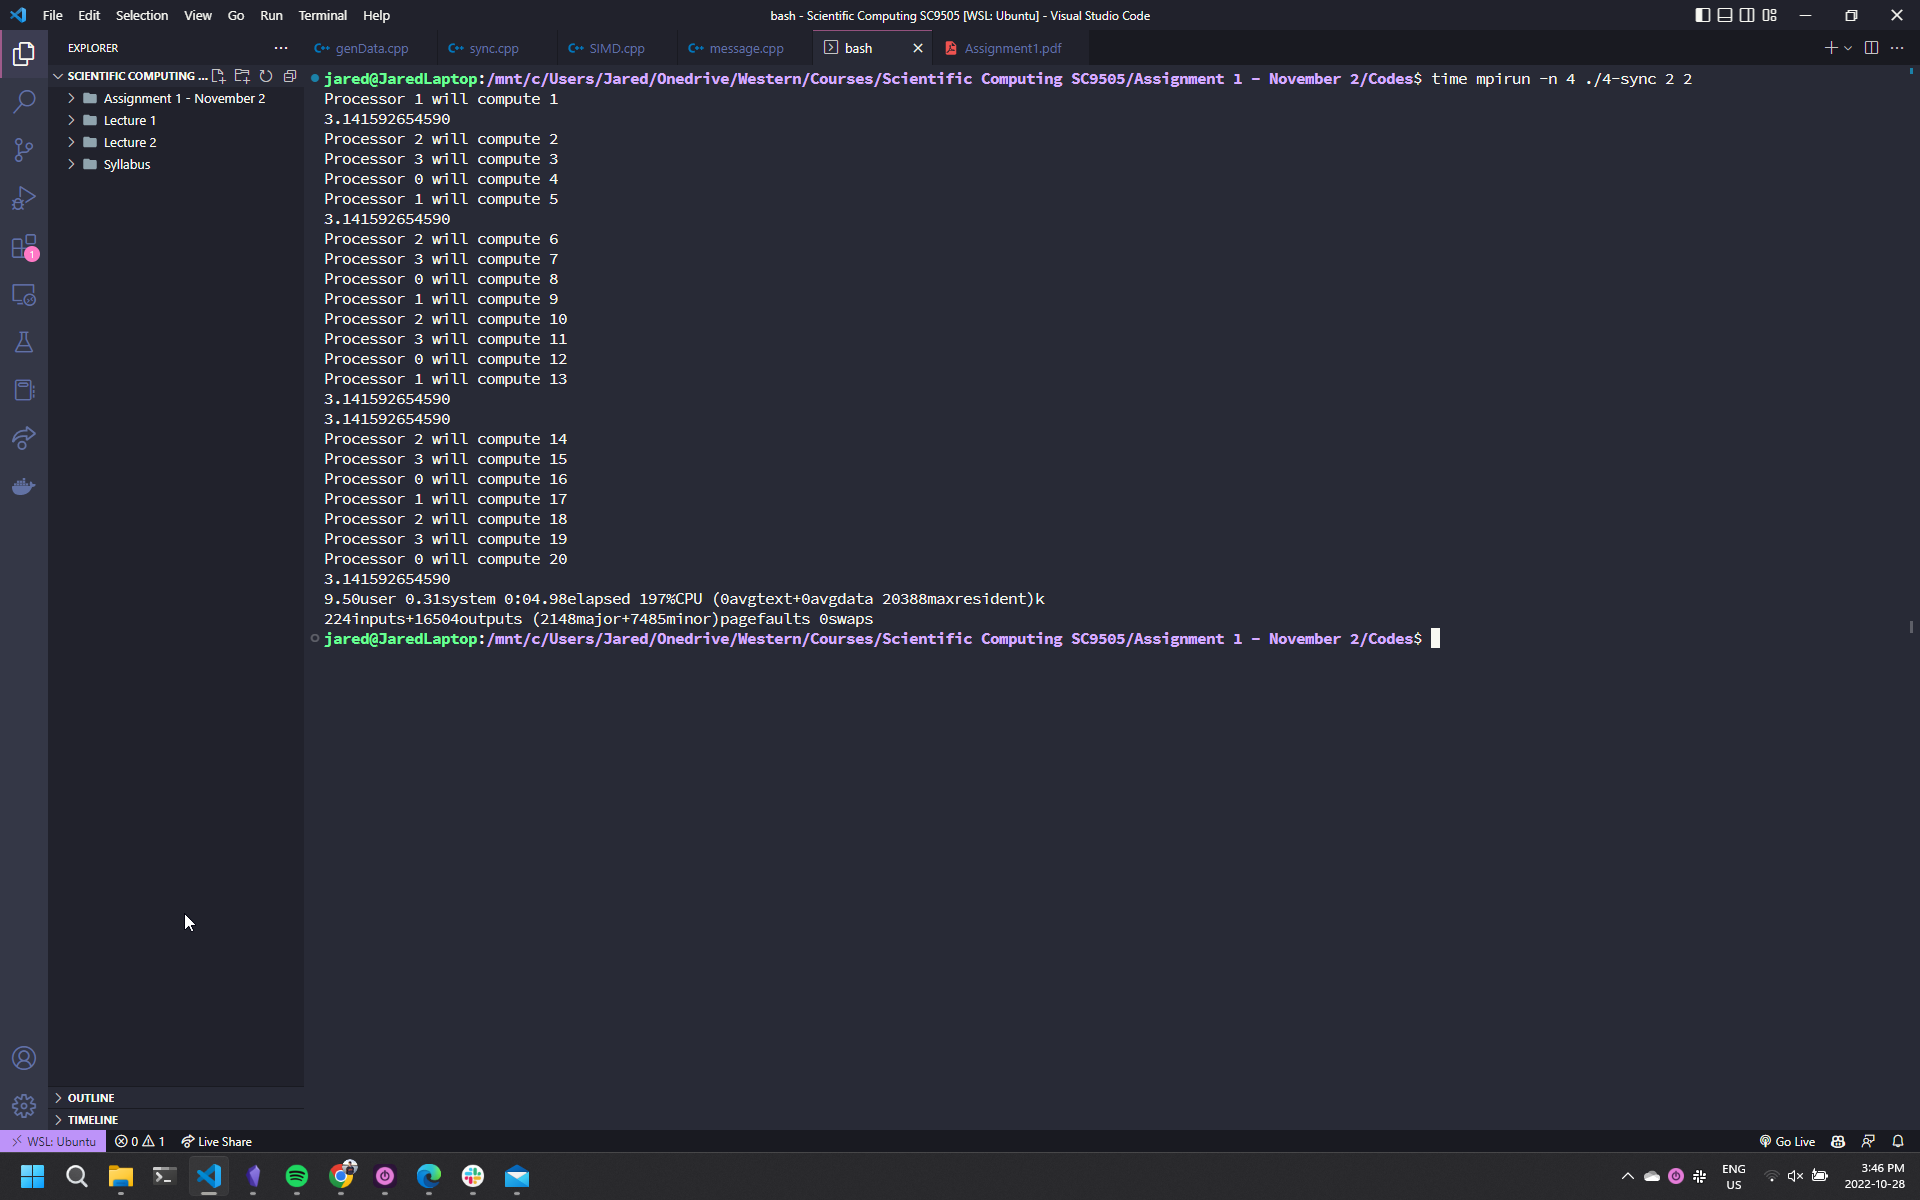 File Edit Selection View Go Run Terminal Help
bash - Scientific Computing SC9505 [WSL: Ubuntu] - Visual Studio Code
EXPLORER
genData.cpp
sync.cpp
SIMD.cpp
message.cpp
bash
Assignment1.pdf
SCIENTIFIC COMPUTING ...
Assignment 1 - November 2
Lecture 1
Lecture 2
Syllabus
1
jared@JaredLaptop:/mnt/c/Users/Jared/Onedrive/Western/Courses/Scientific Computing SC9505/Assignment 1 - November 2/Codes$ time mpirun -n 4 ./4-sync 2 2
Processor 1 will compute 1
3.141592654590
Processor 2 will compute 2
Processor 3 will compute 3
Processor 0 will compute 4
Processor 1 will compute 5
3.141592654590
Processor 2 will compute 6
Processor 3 will compute 7
Processor 0 will compute 8
Processor 1 will compute 9
Processor 2 will compute 10
Processor 3 will compute 11
Processor 0 will compute 12
Processor 1 will compute 13
3.141592654590
3.141592654590
Processor 2 will compute 14
Processor 3 will compute 15
Processor 0 will compute 16
Processor 1 will compute 17
Processor 2 will compute 18
Processor 3 will compute 19
Processor 0 will compute 20
3.141592654590
9.50user 0.31system 0:04.98elapsed 197%CPU (0avgtext+0avgdata 20388maxresident)k
224inputs+16504outputs (2148major+7485minor)pagefaults 0swaps
jared@JaredLaptop:/mnt/c/Users/Jared/Onedrive/Western/Courses/Scientific Computing SC9505/Assignment 1 - November 2/Codes$
OUTLINE
TIMELINE
WSL: Ubuntu 0 1 Live Share
Go Live
ENG
US
3:46 PM
2022-10-28